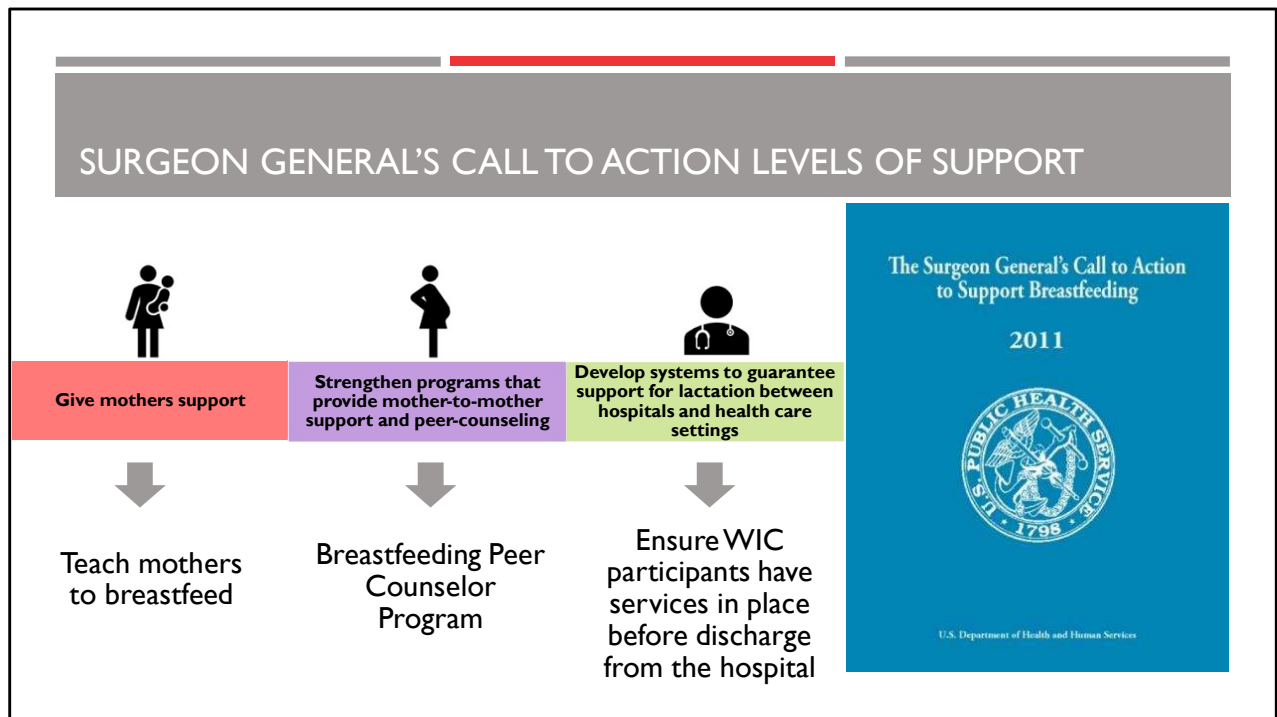 SURGEON GENERAL'S CALL TO ACTION LEVELS OF SUPPORT
Give mothers support
Teach mothers
to breastfeed
Strengthen programs that
provide mother-to-mother
support and peer-counseling
Breastfeeding Peer
Counselor
Program
Develop systems to guarantee
support for lactation between
hospitals and health care
settings
Ensure WIC
participants have
services in place
before discharge
from the hospital
The Surgeon General's Call to Action
to Support Breastfeeding
2011
U.S. PUBLIC HEALTH SERVICE
1798
U.S. Department of Health and Human Services